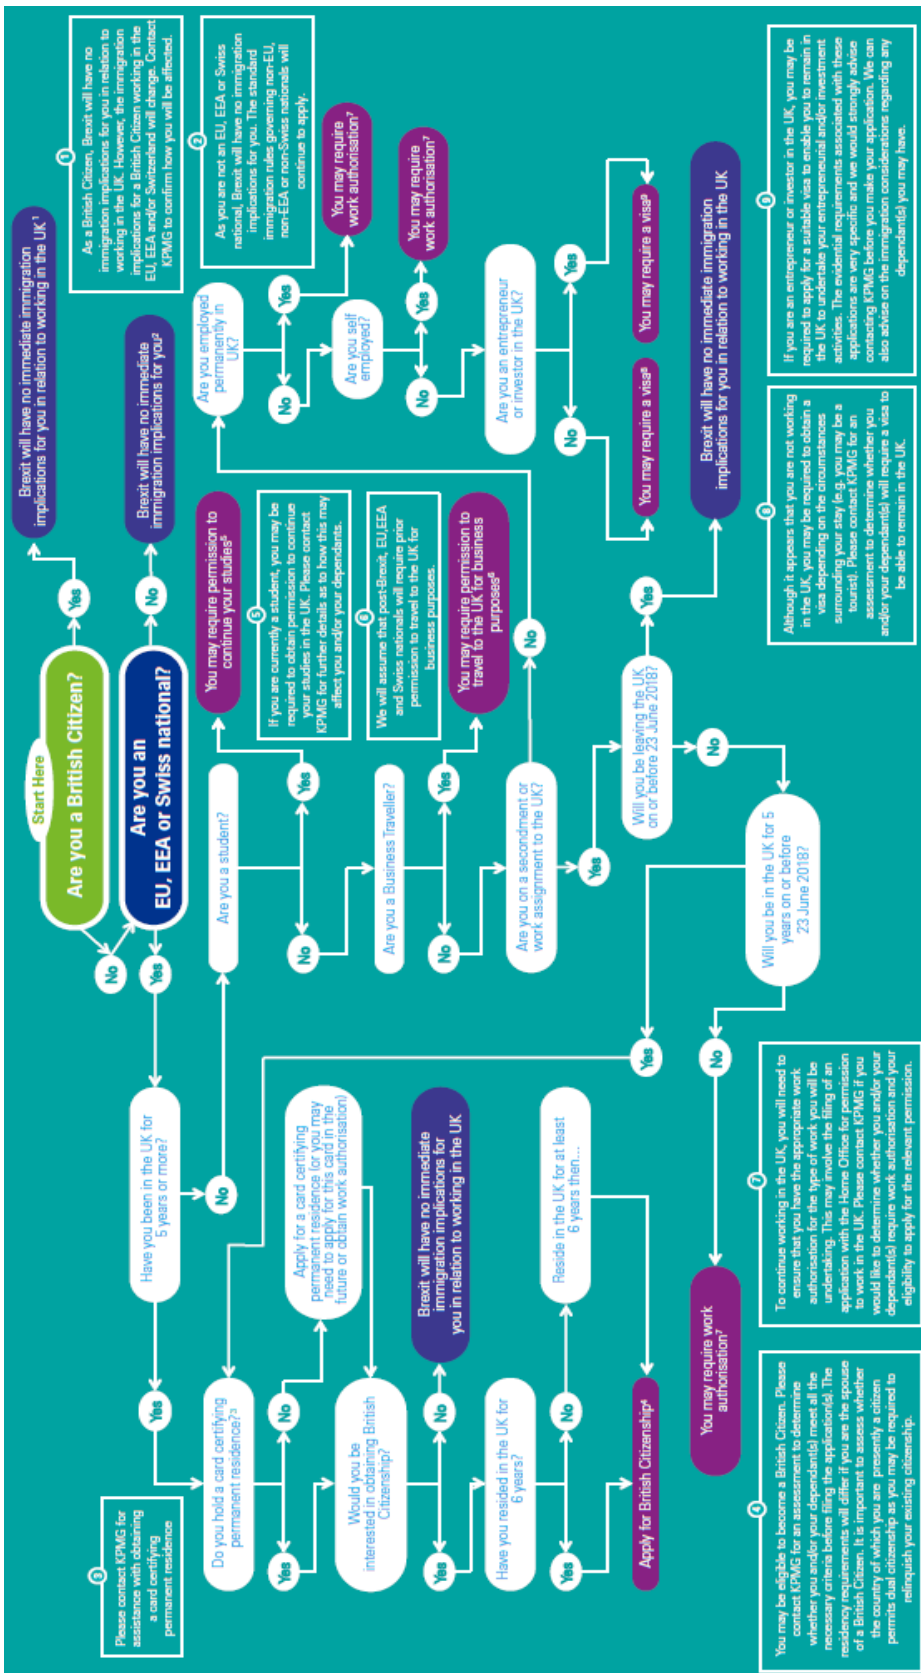 Start Here
Are you a British Citizen?
Yes
Brexit will have no immediate immigration
implications for you in relation to working in the UK¹
1
As a British Citizen, Brexit will have no
immigration implications for you in relation to
working in the UK. However, the immigration
implications for a British Citizen working in the
EU, EEA and/or Switzerland will change. Contact
KPMG to confirm how you will be affected.
No
Are you an
EU, EEA or Swiss national?
No
Brexit will have no immediate
immigration implications for you²
2
As you are not an EU, EEA or Swiss
national, Brexit will have no immigration
implications for you. The standard
immigration rules governing non-EU,
non-EEA or non-Swiss nationals will
continue to apply.
Yes
Have you been in the UK for
5 years or more?
Yes
No
3
Please contact KPMG for
assistance with obtaining
a card certifying
permanent residence
Do you hold a card certifying
permanent residence?³
Yes
No
Apply for a card certifying
permanent residence (or you may
need to apply for this card in the
future or obtain work authorisation)
Would you be
interested in obtaining British
Citizenship?
Yes
No
Brexit will have no immediate
immigration implications for
you in relation to working in the UK
Have you resided in the UK for
6 years?
Yes
No
Reside in the UK for at least
6 years then...
Apply for British Citizenship⁴
Are you a student?
Yes
No
You may require permission to
continue your studies⁵
5
If you are currently a student, you may be
required to obtain permission to continue
your studies in the UK. Please contact
KPMG for further details as to how this may
affect you and/or your dependants.
Are you a Business Traveller?
Yes
No
6
We will assume that post-Brexit, EU,EEA
and Swiss nationals will require prior
permission to travel to the UK for
business purposes.
You may require permission to
travel to the UK for business
purposes⁶
Are you on a secondment or
work assignment to the UK?
Yes
No
Will you be leaving the UK
on or before 23 June 2018?
Yes
No
Brexit will have no immediate immigration
implications for you in relation to working in the UK
Will you be in the UK for 5
years on or before
23 June 2018?
Yes
No
You may require work
authorisation⁷
Are you employed
permanently in
UK?
Yes
No
You may require
work authorisation⁷
Are you self
employed?
Yes
No
You may require
work authorisation⁷
Are you an entrepreneur
or investor in the UK?
Yes
No
You may require a visa⁹
You may require a visa⁸
4
You may be eligible to become a British Citizen. Please
contact KPMG for an assessment to determine
whether you and/or your dependant(s) meet all the
necessary criteria before filing the application(s). The
residency requirements will differ if you are the spouse
of a British Citizen. It is important to assess whether
the country of which you are presently a citizen
permits dual citizenship as you may be required to
relinquish your existing citizenship.
7
To continue working in the UK, you will need to
ensure that you have the appropriate work
authorisation for the type of work you will be
undertaking. This may involve the filing of an
application with the Home Office for permission
to work in the UK. Please contact KPMG if you
would like to determine whether you and/or your
dependant(s) require work authorisation and your
eligibility to apply for the relevant permission.
8
Although it appears that you are not working
in the UK, you may be required to obtain a
visa depending on the circumstances
surrounding your stay (e.g. you may be a
tourist). Please contact KPMG for an
assessment to determine whether you
and/or your dependant(s) will require a visa to
be able to remain in the UK.
9
If you are an entrepreneur or investor in the UK, you may be
required to apply for a suitable visa to enable you to remain in
the UK to undertake your entrepreneurial and/or investment
activities. The evidential requirements associated with these
applications are very specific and we would strongly advise
contacting KPMG before you make your application. We can
also advise on the immigration considerations regarding any
dependant(s) you may have.